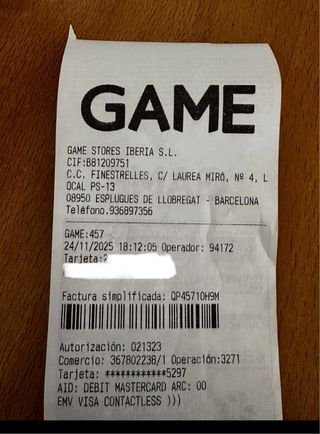 GAME
GAME STORES IBERIA S.L.
CIF:B81209751
C.C. FINESTRELLES, C/ LAUREA MIRÓ, Nº 4, L
OCAL PS-13
08950 ESPLUGUES DE LLOBREGAT - BARCELONA
Teléfono.936897356
GAME:457
24/11/2025 18:12:05 Operador: 94172
Tarjeta:2
Factura simplificada: QP45710H9M
Autorización: 021323
Comercio: 367802236/1 Operación:3271
Tarjeta: ************5297
AID: DEBIT MASTERCARD ARC: 00
EMV VISA CONTACTLESS )))